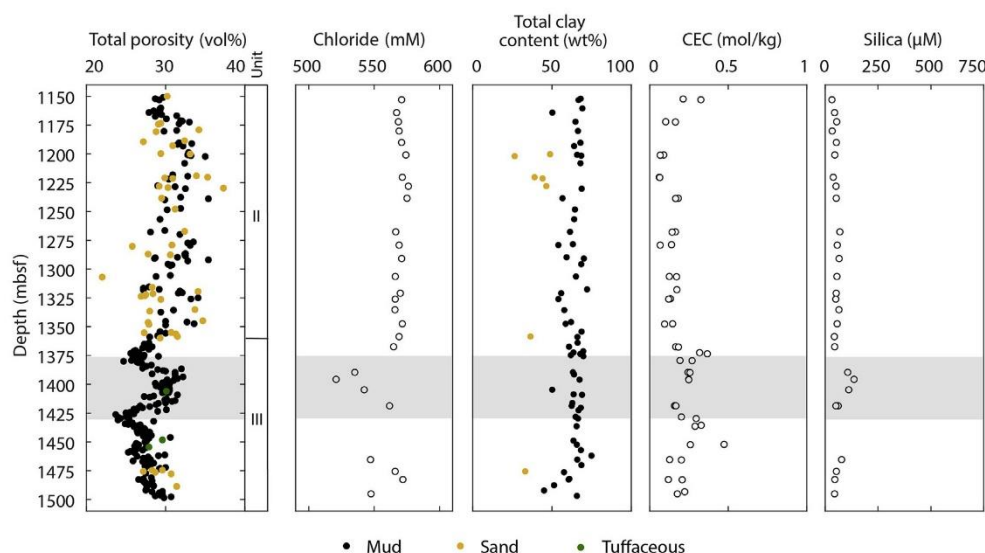 Total porosity (vol%)
20 30 40
Unit
Chloride (mM)
500 550 600
Total clay
content (wt%)
0 50 100
CEC (mol/kg)
0 0.5 1
Silica (µM)
0 250 500 750
Depth (mbsf)
1150
1175
1200
1225
1250
1275
1300
1325
1350
1375
1400
1425
1450
1475
1500
II
III
Mud Sand Tuffaceous